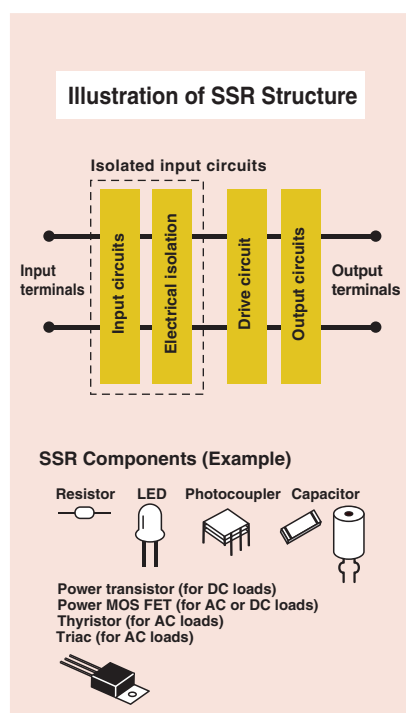 Illustration of SSR Structure
Isolated input circuits
Input
terminals
Input circuits
Electrical isolation
Drive circuit
Output circuits
Output
terminals
SSR Components (Example)
Resistor LED Photocoupler Capacitor
Power transistor (for DC loads)
Power MOS FET (for AC or DC loads)
Thyristor (for AC loads)
Triac (for AC loads)